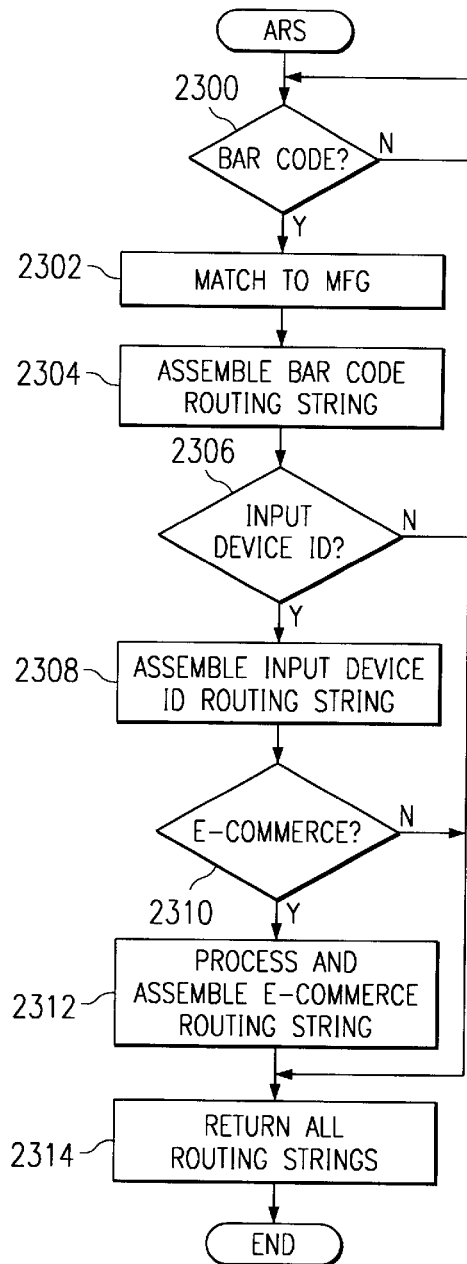 ARS
2300
BAR CODE?
N
Y
2302
MATCH TO MFG
2304
ASSEMBLE BAR CODE
ROUTING STRING
2306
INPUT
DEVICE ID?
N
Y
2308
ASSEMBLE INPUT DEVICE
ID ROUTING STRING
E-COMMERCE?
N
2310
Y
2312
PROCESS AND
ASSEMBLE E-COMMERCE
ROUTING STRING
2314
RETURN ALL
ROUTING STRINGS
END